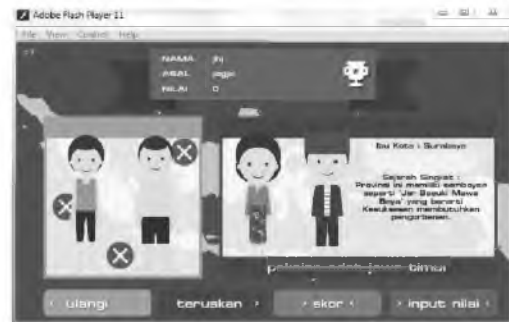 Adobe Flash Player 11
File View Control Help
NAMA jhi
ASAL jogja
NILAI 0
Ibu Kota : Surabaya
Sejarah Singkat :
Provinsi ini memiliki semboyan
seperti 'Jer Basuki Mawa
Beya' yang berarti
Kesuksesan membutuhkan
pengorbanan.
pakaian adat jawa timur
< ulangi
teruskan >
> skor <
> input nilai <